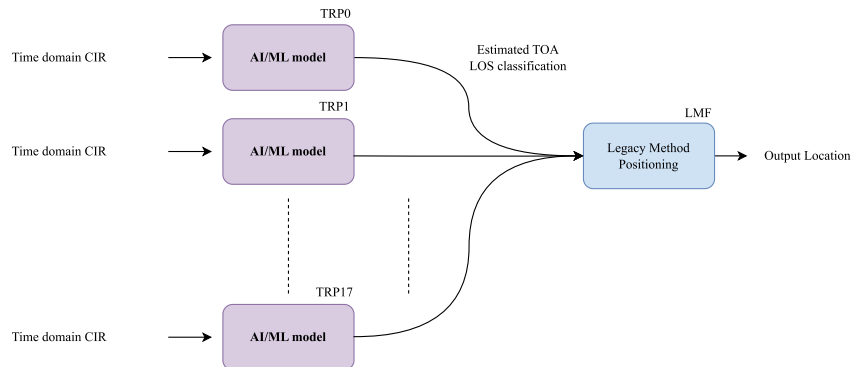 TRP0
Time domain CIR
AI/ML model
Estimated TOA
LOS classification
TRP1
Time domain CIR
AI/ML model
LMF
Legacy Method
Positioning
Output Location
TRP17
Time domain CIR
AI/ML model